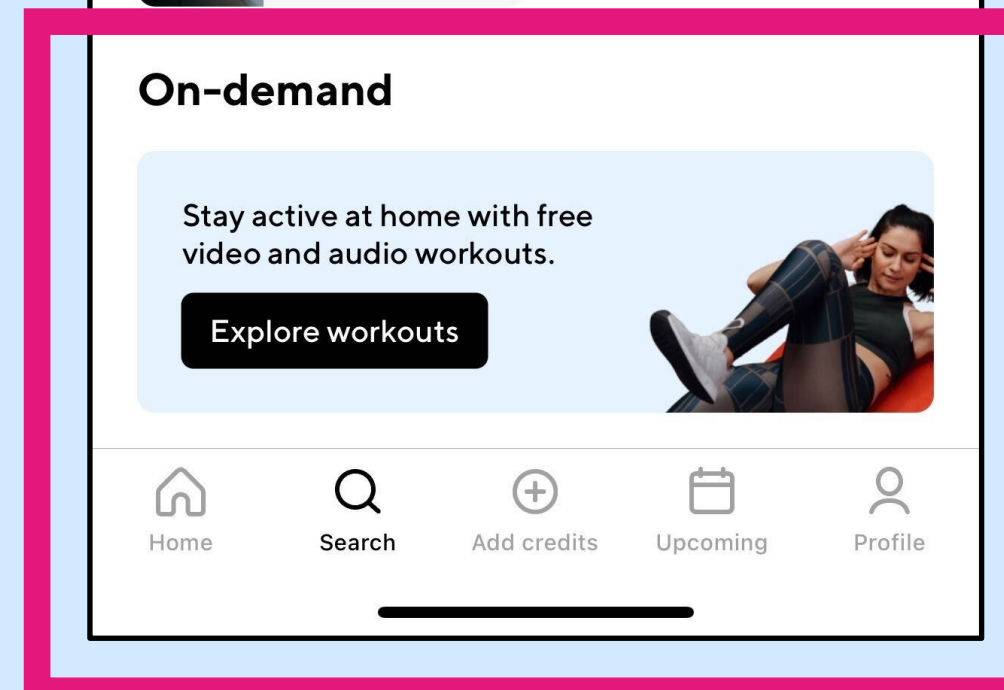 On-demand
Stay active at home with free
video and audio workouts.
Explore workouts
Home Search Add credits Upcoming Profile